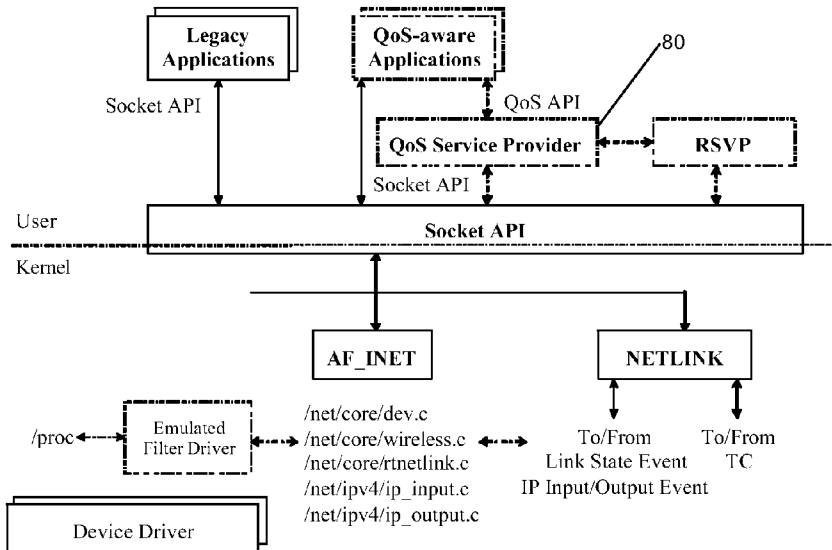 Legacy
Applications
QoS-aware
Applications
80
Socket API
QoS API
QoS Service Provider
RSVP
Socket API
User
Socket API
Kernel
AF_INET
NETLINK
/proc
Emulated
Filter Driver
/net/core/dev.c
/net/core/wireless.c
/net/core/rtnetlink.c
/net/ipv4/ip_input.c
/net/ipv4/ip_output.c
To/From
Link State Event
IP Input/Output Event
To/From
TC
Device Driver